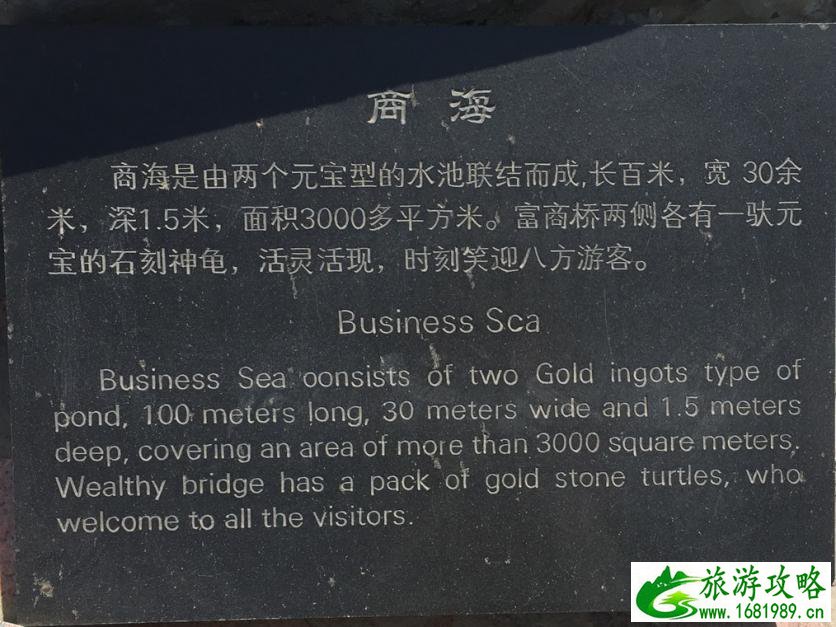 商海
商海是由两个元宝型的水池联结而成,长百米，宽30余
米，深1.5米，面积3000多平方米。富商桥两侧各有一驮元
宝的石刻神龟，活灵活现，时刻笑迎八方游客。
Business Sca
Business Sea oonsists of two Gold ingots type of
pond, 100 meters long, 30 meters wide and 1.5 meters
deep, covering an area of more than 3000 square meters.
Wealthy bridge has a pack of gold stone turtles, who
welcome to all the visitors.
旅游攻略
www.1681989.cn